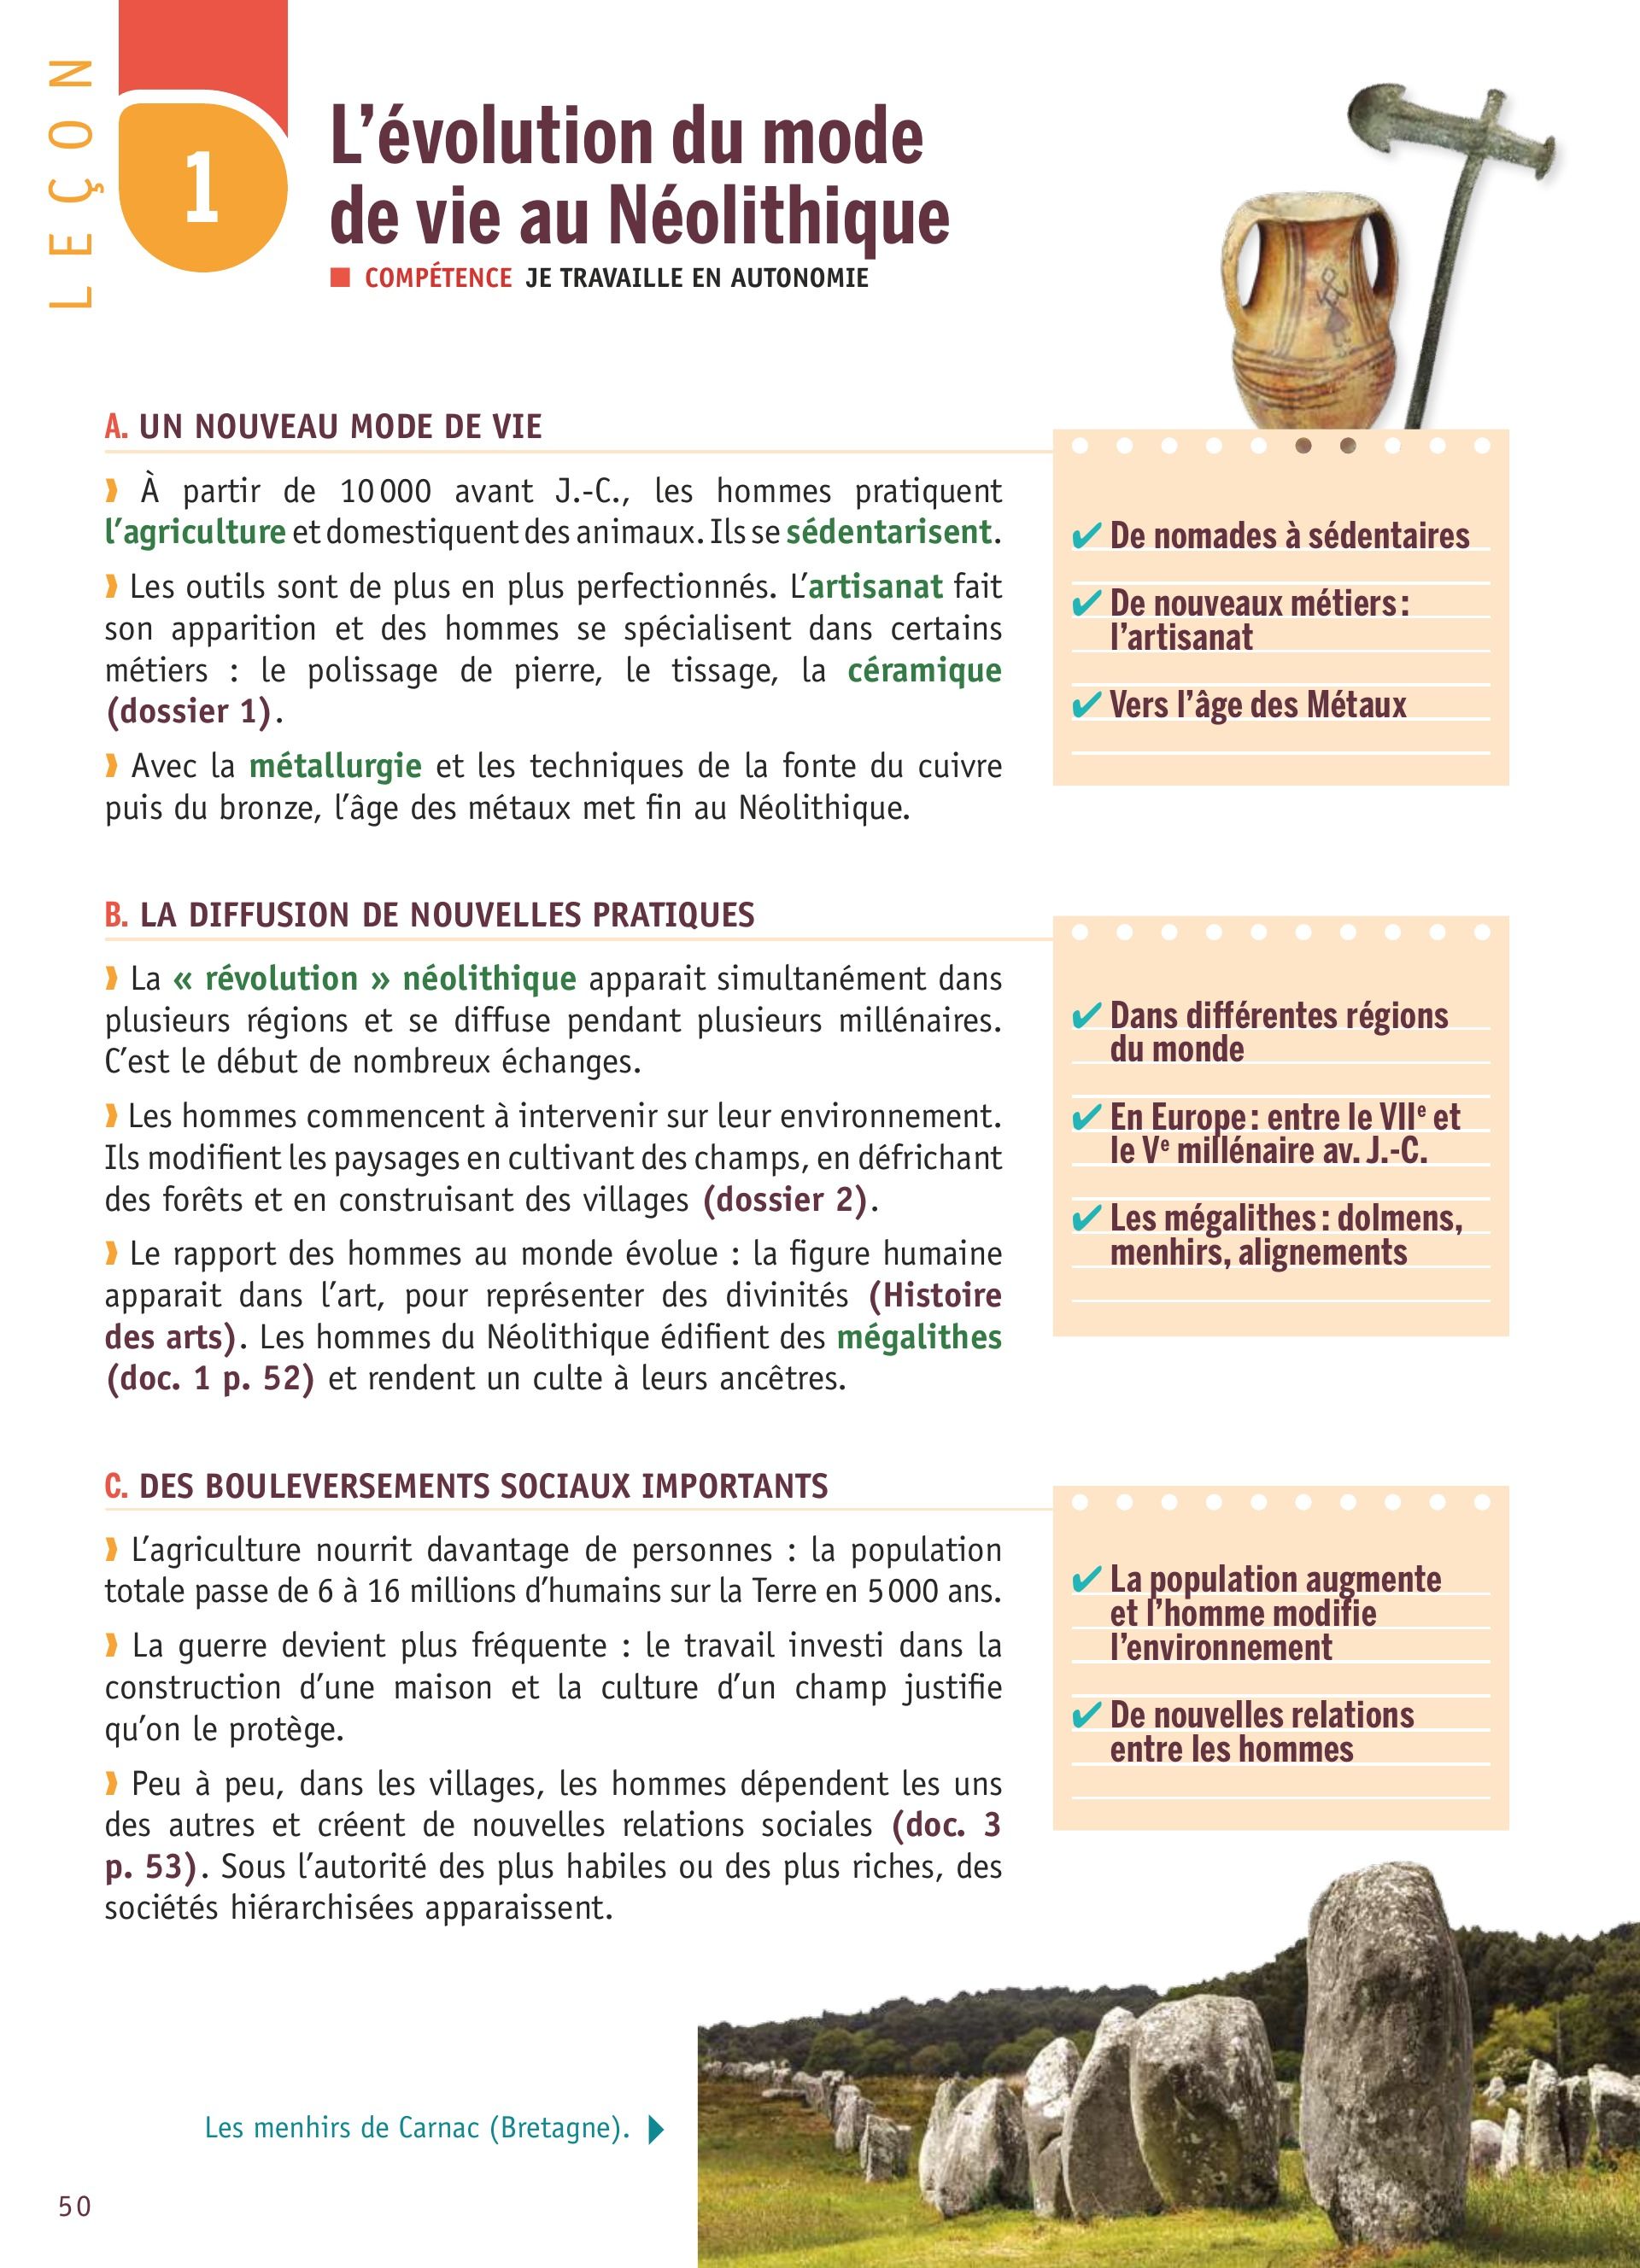 LEÇON
1
L’évolution du mode
de vie au Néolithique
■ COMPÉTENCE JE TRAVAILLE EN AUTONOMIE
A. UN NOUVEAU MODE DE VIE
❱ À partir de 10 000 avant J.-C., les hommes pratiquent
l’agriculture et domestiquent des animaux. Ils se sédentarisent.
❱ Les outils sont de plus en plus perfectionnés. L’artisanat fait
son apparition et des hommes se spécialisent dans certains
métiers : le polissage de pierre, le tissage, la céramique
(dossier 1).
❱ Avec la métallurgie et les techniques de la fonte du cuivre
puis du bronze, l’âge des métaux met fin au Néolithique.
✔ De nomades à sédentaires
✔ De nouveaux métiers :
l’artisanat
✔ Vers l’âge des Métaux
B. LA DIFFUSION DE NOUVELLES PRATIQUES
❱ La « révolution » néolithique apparait simultanément dans
plusieurs régions et se diffuse pendant plusieurs millénaires.
C’est le début de nombreux échanges.
❱ Les hommes commencent à intervenir sur leur environnement.
Ils modifient les paysages en cultivant des champs, en défrichant
des forêts et en construisant des villages (dossier 2).
❱ Le rapport des hommes au monde évolue : la figure humaine
apparait dans l’art, pour représenter des divinités (Histoire
des arts). Les hommes du Néolithique édifient des mégalithes
(doc. 1 p. 52) et rendent un culte à leurs ancêtres.
✔ Dans différentes régions
du monde
✔ En Europe : entre le VIIe et
le Ve millénaire av. J.-C.
✔ Les mégalithes : dolmens,
menhirs, alignements
C. DES BOULEVERSEMENTS SOCIAUX IMPORTANTS
❱ L’agriculture nourrit davantage de personnes : la population
totale passe de 6 à 16 millions d’humains sur la Terre en 5 000 ans.
❱ La guerre devient plus fréquente : le travail investi dans la
construction d’une maison et la culture d’un champ justifie
qu’on le protège.
❱ Peu à peu, dans les villages, les hommes dépendent les uns
des autres et créent de nouvelles relations sociales (doc. 3
p. 53). Sous l’autorité des plus habiles ou des plus riches, des
sociétés hiérarchisées apparaissent.
✔ La population augmente
et l’homme modifie
l’environnement
✔ De nouvelles relations
entre les hommes
Les menhirs de Carnac (Bretagne). ▶
50